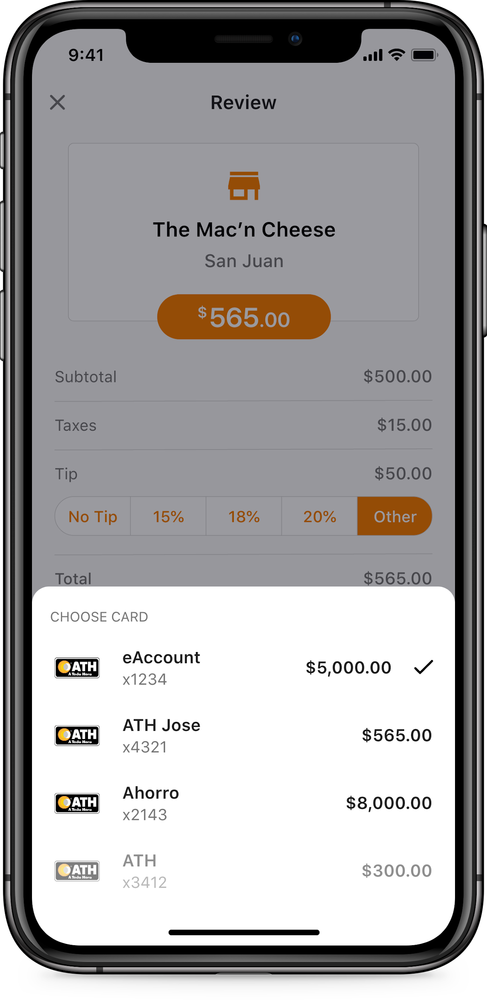 9:41
Review
The Mac’n Cheese
San Juan
$565.00
Subtotal $500.00
Taxes $15.00
Tip $50.00
No Tip 15% 18% 20% Other
Total $565.00
CHOOSE CARD
ATH
A Toda Hora
eAccount
x1234
$5,000.00
ATH
A Toda Hora
ATH Jose
x4321
$565.00
ATH
A Toda Hora
Ahorro
x2143
$8,000.00
ATH
A Toda Hora
ATH
x3412
$300.00